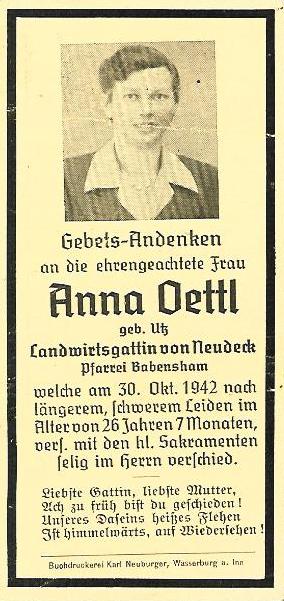 Gebets-Andenken
an die ehrengeachtete Frau
Anna Oettl
geb. Utz
Landwirtsgattin von Neudeck
Pfarrei Babensham
welche am 30. Okt. 1942 nach
längerem, schwerem Leiden im
Alter von 26 Jahren 7 Monaten,
vers. mit den hl. Sakramenten
selig im Herrn verschied.
Liebste Gattin, liebste Mutter,
Ach zu früh bist du geschieden!
Unseres Daseins heißes Flehen
Ist himmelwärts, auf Wiedersehen!
Buchdruckerei Karl Neuburger, Wasserburg a. Inn